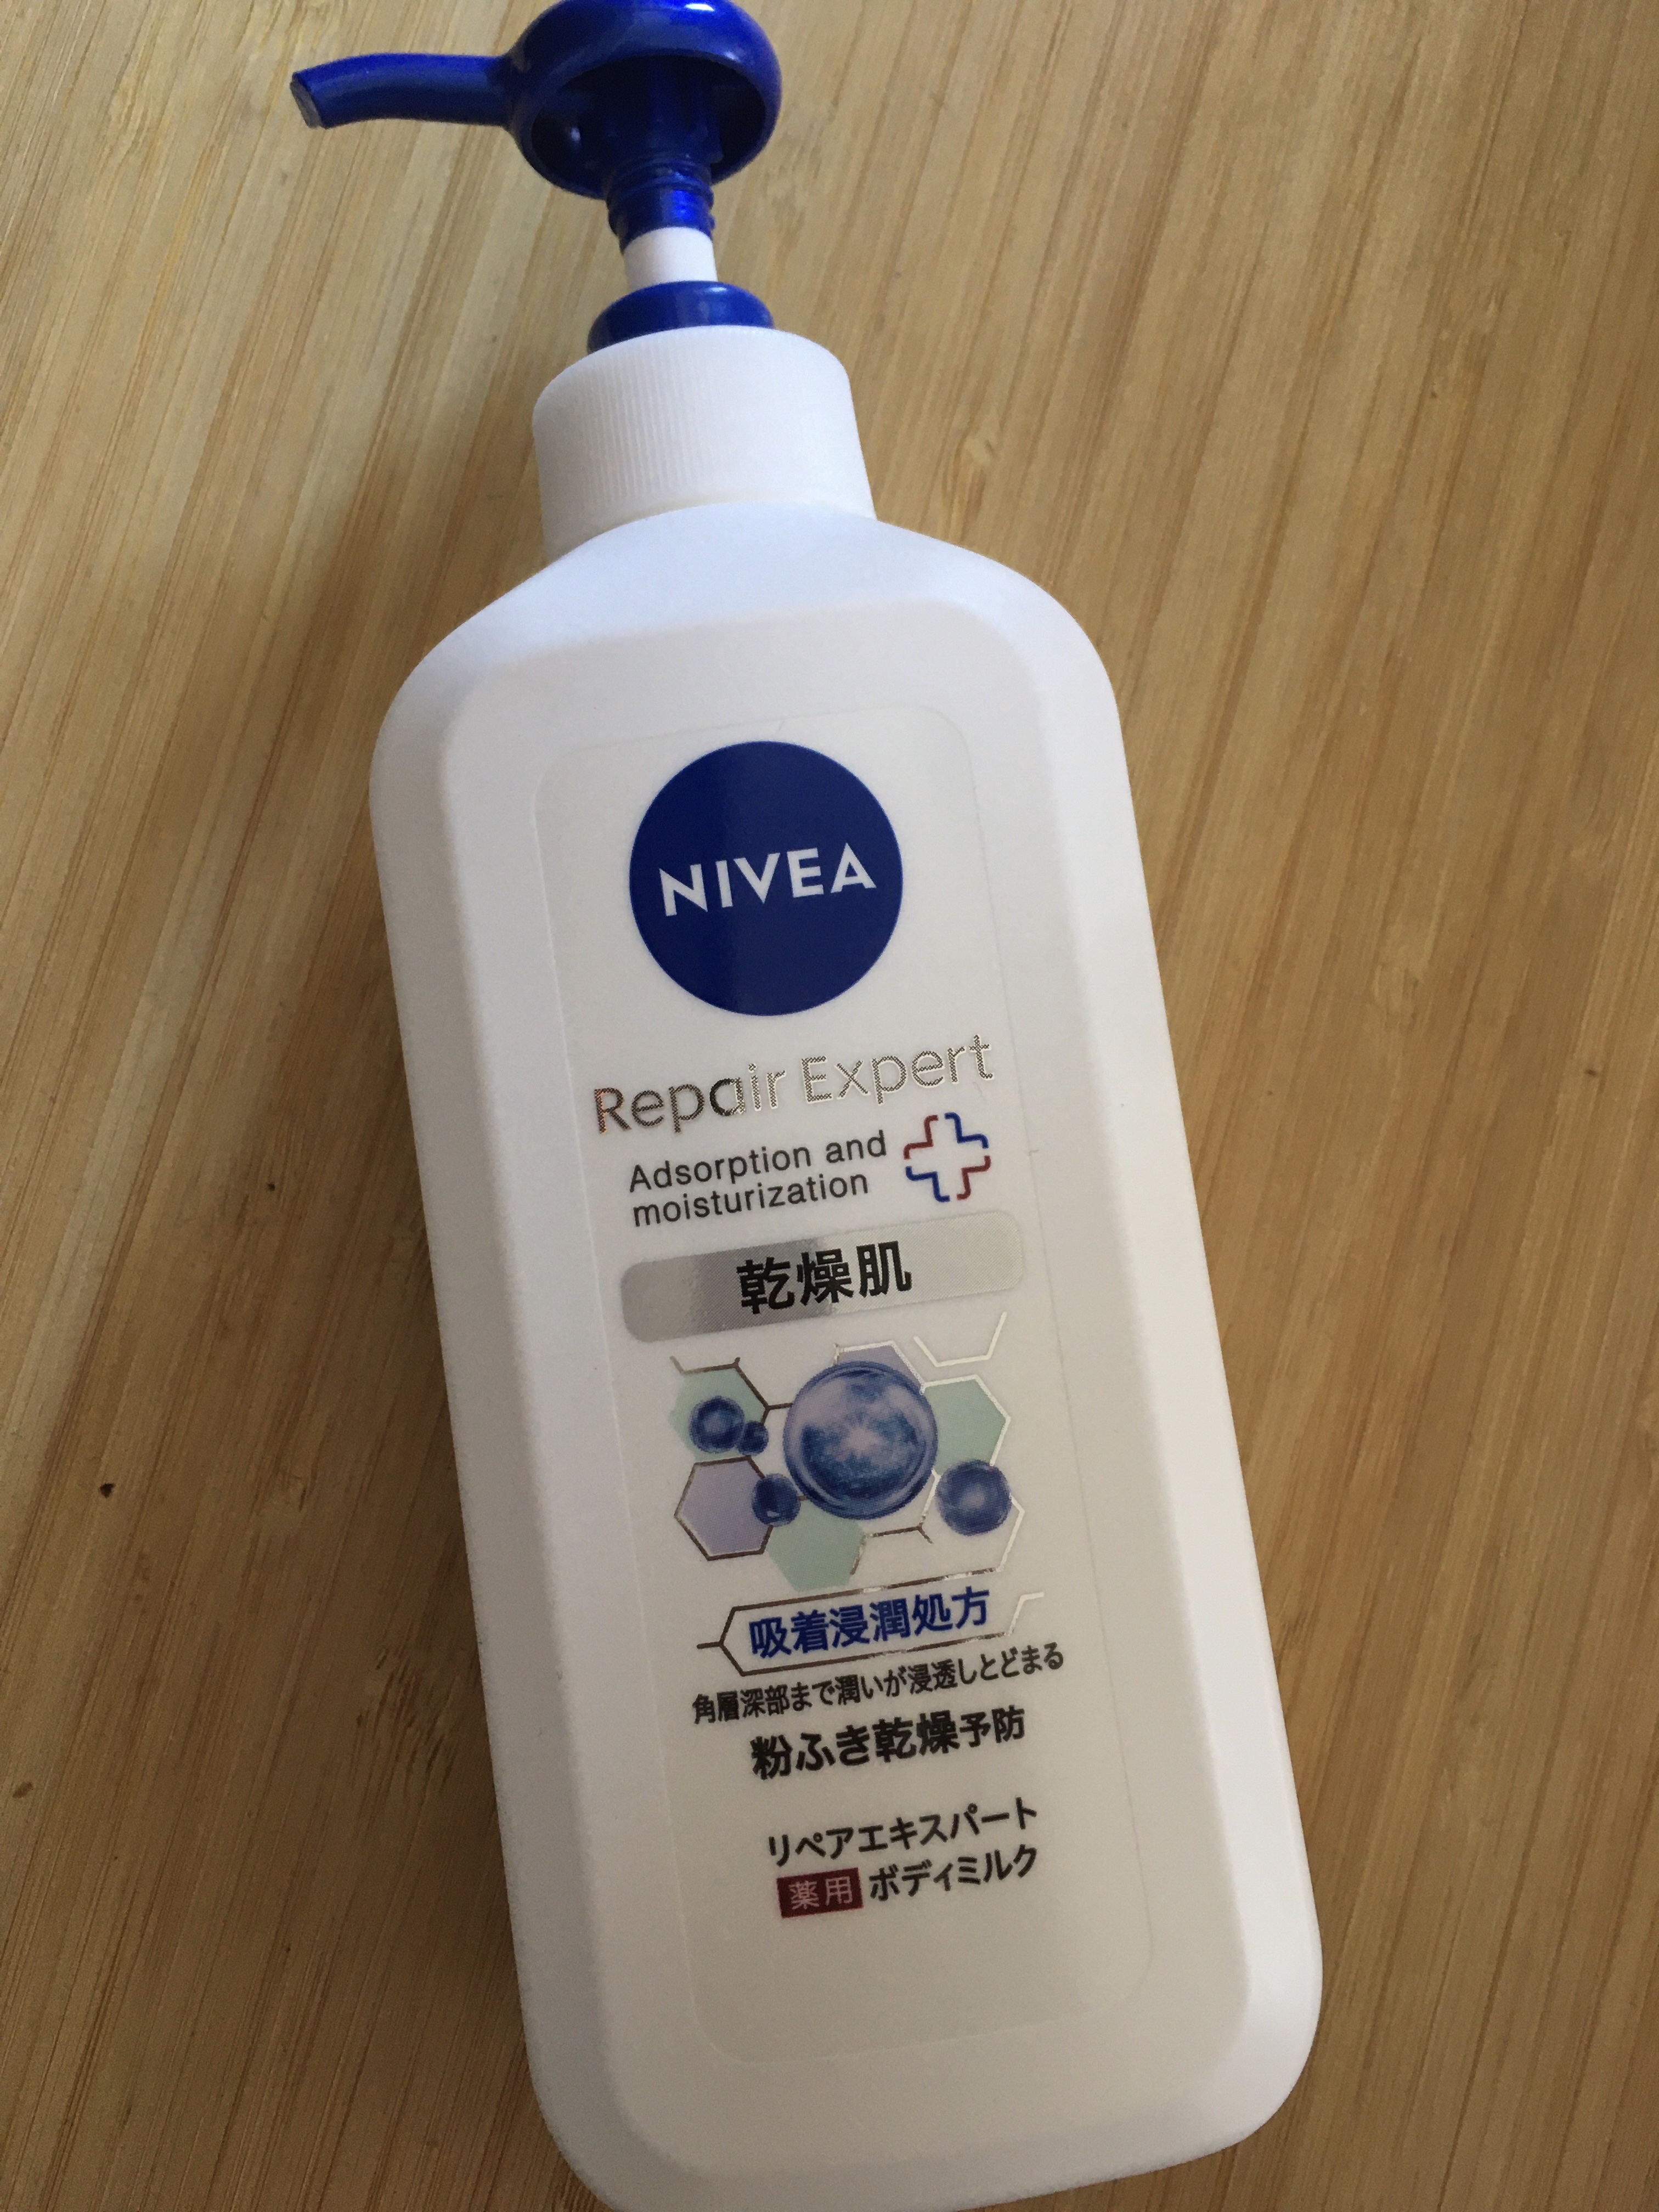 NIVEA
Repair Expert
Adsorption and
moisturization
乾燥肌
吸着浸潤処方
角層深部まで潤いが浸透しとどまる
粉ふき乾燥予防
リペアエキスパート
薬用 ボディミルク